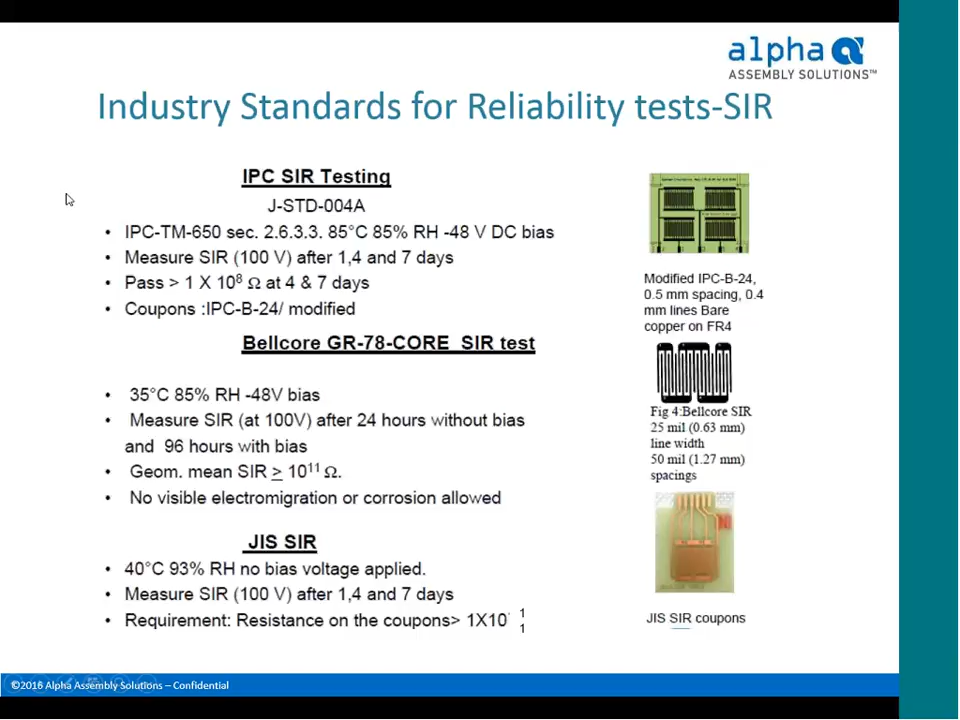 alpha
ASSEMBLY SOLUTIONS™
Industry Standards for Reliability tests-SIR
IPC SIR Testing
J-STD-004A
• IPC-TM-650 sec. 2.6.3.3. 85°C 85% RH -48 V DC bias
• Measure SIR (100 V) after 1,4 and 7 days
• Pass > 1 X 10⁸ Ω at 4 & 7 days
• Coupons :IPC-B-24/ modified
Modified IPC-B-24,
0.5 mm spacing, 0.4
mm lines Bare
copper on FR4
Bellcore GR-78-CORE SIR test
• 35°C 85% RH -48V bias
• Measure SIR (at 100V) after 24 hours without bias
and 96 hours with bias
• Geom. mean SIR ≥ 10¹¹ Ω.
• No visible electromigration or corrosion allowed
Fig 4:Bellcore SIR
25 mil (0.63 mm)
line width
50 mil (1.27 mm)
spacings
JIS SIR
• 40°C 93% RH no bias voltage applied.
• Measure SIR (100 V) after 1,4 and 7 days
• Requirement: Resistance on the coupons> 1X10¹¹
JIS SIR coupons
©2016 Alpha Assembly Solutions – Confidential